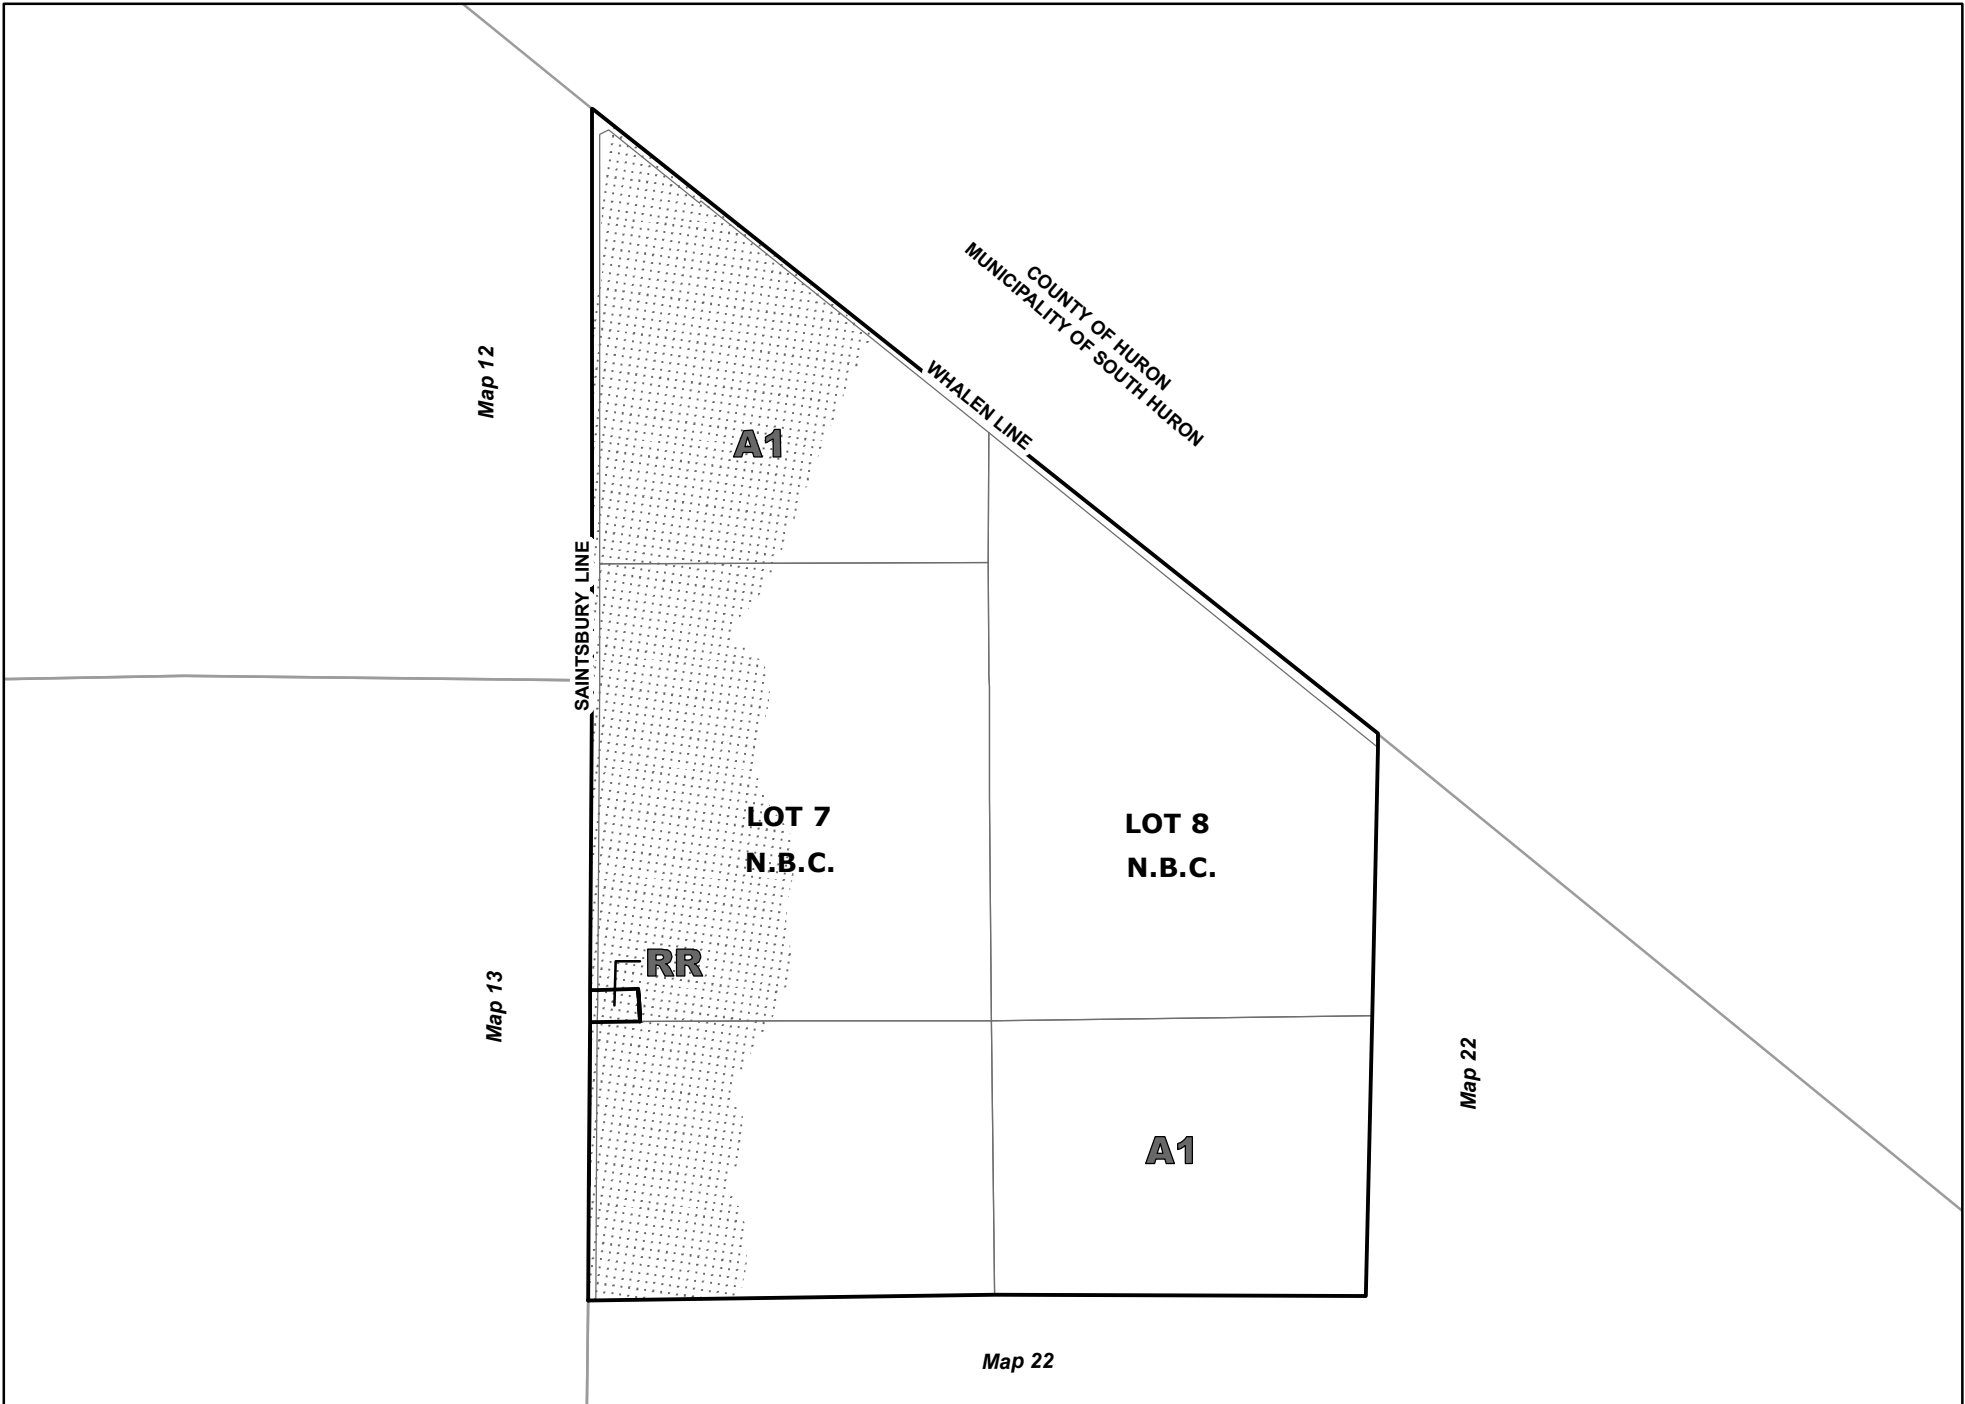 COUNTY OF HURON
MUNICIPALITY OF SOUTH HURON
Map 12
WHALEN LINE
A1
SAINTSBURY LINE
LOT 7
N.B.C.
LOT 8
N.B.C.
RR
Map 13
Map 22
A1
Map 22